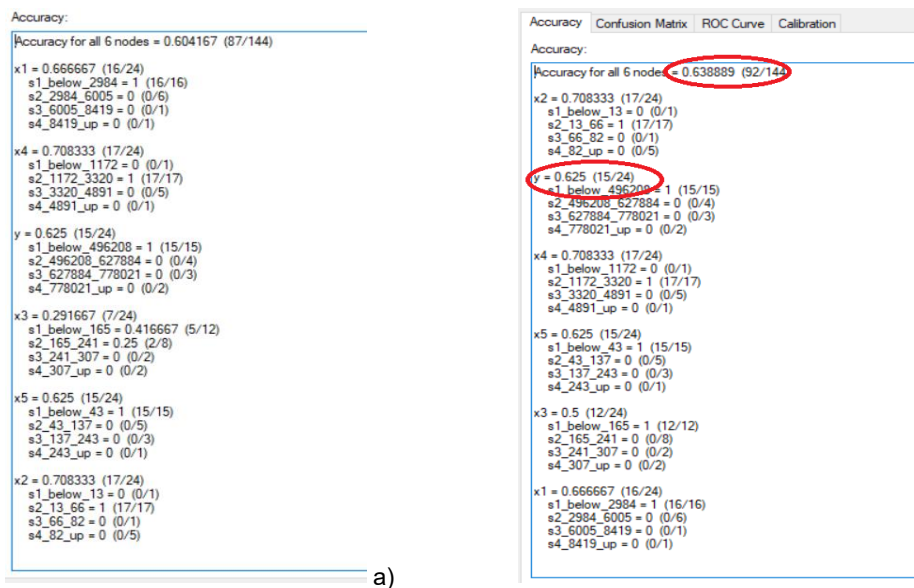 Accuracy:
Accuracy for all 6 nodes = 0.604167 (87/144)
x1 = 0.666667 (16/24)
s1_below_2984 = 1 (16/16)
s2_2984_6005 = 0 (0/6)
s3_6005_8419 = 0 (0/1)
s4_8419_up = 0 (0/1)
x4 = 0.708333 (17/24)
s1_below_1172 = 0 (0/1)
s2_1172_3320 = 1 (17/17)
s3_3320_4891 = 0 (0/5)
s4_4891_up = 0 (0/1)
y = 0.625 (15/24)
s1_below_496208 = 1 (15/15)
s2_496208_627884 = 0 (0/4)
s3_627884_778021 = 0 (0/3)
s4_778021_up = 0 (0/2)
x3 = 0.291667 (7/24)
s1_below_165 = 0.416667 (5/12)
s2_165_241 = 0.25 (2/8)
s3_241_307 = 0 (0/2)
s4_307_up = 0 (0/2)
x5 = 0.625 (15/24)
s1_below_43 = 1 (15/15)
s2_43_137 = 0 (0/5)
s3_137_243 = 0 (0/3)
s4_243_up = 0 (0/1)
x2 = 0.708333 (17/24)
s1_below_13 = 0 (0/1)
s2_13_66 = 1 (17/17)
s3_66_82 = 0 (0/1)
s4_82_up = 0 (0/5)
a)
Accuracy Confusion Matrix ROC Curve Calibration
Accuracy:
Accuracy for all 6 nodes = 0.638889 (92/144)
x2 = 0.708333 (17/24)
s1_below_13 = 0 (0/1)
s2_13_66 = 1 (17/17)
s3_66_82 = 0 (0/1)
s4_82_up = 0 (0/5)
y = 0.625 (15/24)
s1_below_496208 = 1 (15/15)
s2_496208_627884 = 0 (0/4)
s3_627884_778021 = 0 (0/3)
s4_778021_up = 0 (0/2)
x4 = 0.708333 (17/24)
s1_below_1172 = 0 (0/1)
s2_1172_3320 = 1 (17/17)
s3_3320_4891 = 0 (0/5)
s4_4891_up = 0 (0/1)
x5 = 0.625 (15/24)
s1_below_43 = 1 (15/15)
s2_43_137 = 0 (0/5)
s3_137_243 = 0 (0/3)
s4_243_up = 0 (0/1)
x3 = 0.5 (12/24)
s1_below_165 = 1 (12/12)
s2_165_241 = 0 (0/8)
s3_241_307 = 0 (0/2)
s4_307_up = 0 (0/2)
x1 = 0.666667 (16/24)
s1_below_2984 = 1 (16/16)
s2_2984_6005 = 0 (0/6)
s3_6005_8419 = 0 (0/1)
s4_8419_up = 0 (0/1)